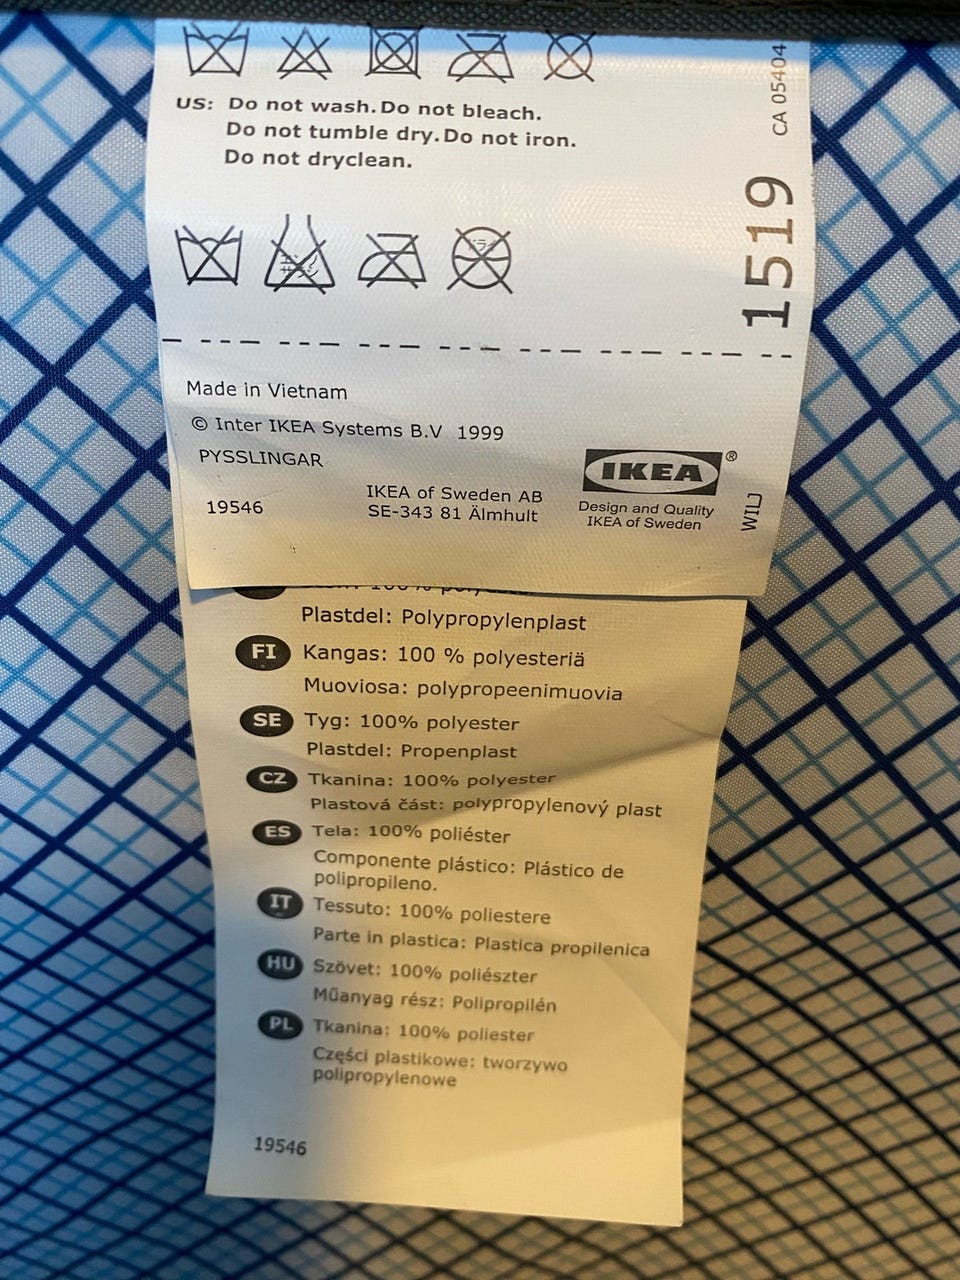 US: Do not wash. Do not bleach.
Do not tumble dry. Do not iron.
Do not dryclean.
CA 05404
1519
Made in Vietnam
© Inter IKEA Systems B.V 1999
PYSSLINGAR
19546
IKEA of Sweden AB
SE-343 81 Älmhult
IKEA®
Design and Quality
IKEA of Sweden
WILJ
Plastdel: Polypropylenplast
FI Kangas: 100 % polyesteriä
Muoviosa: polypropeenimuovia
SE Tyg: 100% polyester
Plastdel: Propenplast
CZ Tkanina: 100% polyester
Plastová část: polypropylenový plast
ES Tela: 100% poliéster
Componente plástico: Plástico de
polipropileno.
IT Tessuto: 100% poliestere
Parte in plastica: Plastica propilenica
HU Szövet: 100% poliészter
Műanyag rész: Polipropilén
PL Tkanina: 100% poliester
Części plastikowe: tworzywo
polipropylenowe
19546